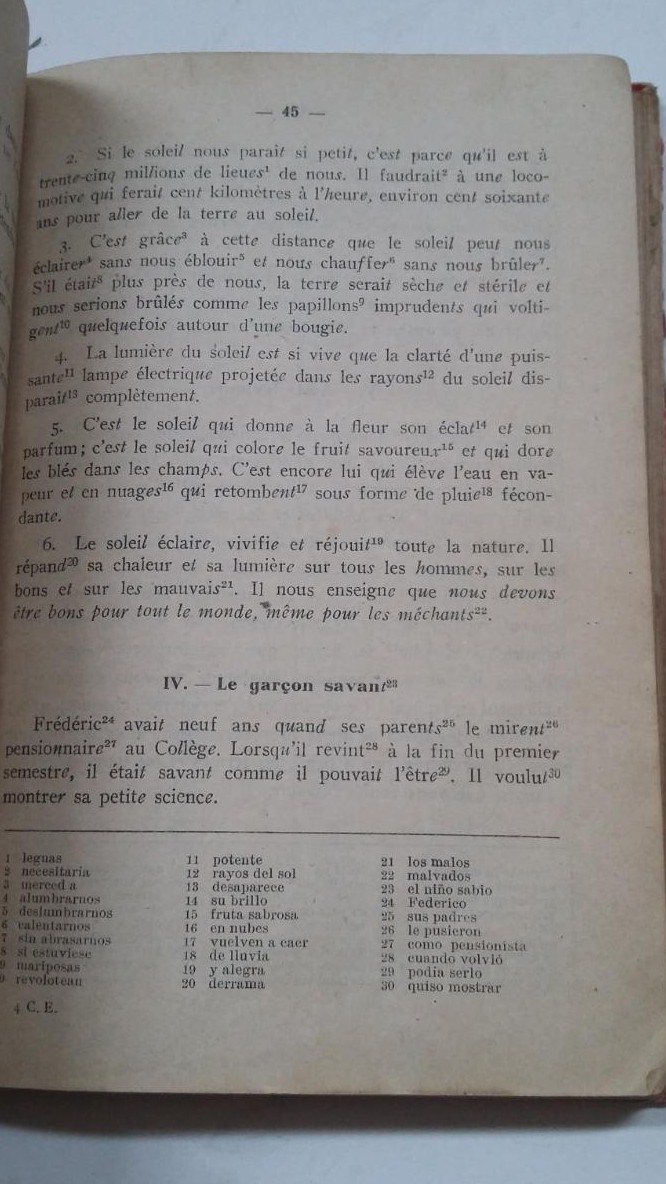 — 45 —
2. Si le soleil nous parait si petit, c'est parce qu'il est à
trente-cinq millions de lieues¹ de nous. Il faudrait² à une loco-
motive qui ferait cent kilomètres à l'heure, environ cent soixante
ans pour aller de la terre au soleil.
3. C'est grâce³ à cette distance que le soleil peut nous
éclairer⁴ sans nous éblouir⁵ et nous chauffer⁶ sans nous brûler⁷.
S'il était⁸ plus près de nous, la terre serait sèche et stérile et
nous serions brûlés comme les papillons⁹ imprudents qui volti-
gent¹⁰ quelquefois autour d'une bougie.
4. La lumière du soleil est si vive que la clarté d'une puis-
sante¹¹ lampe électrique projetée dans les rayons¹² du soleil dis-
parait¹³ complètement.
5. C'est le soleil qui donne à la fleur son éclat¹⁴ et son
parfum; c'est le soleil qui colore le fruit savoureux¹⁵ et qui dore
les blés dans les champs. C'est encore lui qui élève l'eau en va-
peur et en nuages¹⁶ qui retombent¹⁷ sous forme de pluie¹⁸ fécon-
dante.
6. Le soleil éclaire, vivifie et réjouit¹⁹ toute la nature. Il
répand²⁰ sa chaleur et sa lumière sur tous les hommes, sur les
bons et sur les mauvais²¹. Il nous enseigne que nous devons
être bons pour tout le monde, même pour les méchants²².
IV. — Le garçon savant²³
Frédéric²⁴ avait neuf ans quand ses parents²⁵ le mirent²⁶
pensionnaire²⁷ au Collège. Lorsqu'il revint²⁸ à la fin du premier
semestre, il était savant comme il pouvait l'être²⁹. Il voulut³⁰
montrer sa petite science.
1 leguas
2 necesitaria
3 merced a
4 alumbrarnos
5 deslumbrarnos
6 calentarnos
7 sin abrasarnos
8 si estuviese
9 mariposas
0 revolotean
11 potente
12 rayos del sol
13 desaparece
14 su brillo
15 fruta sabrosa
16 en nubes
17 vuelven a caer
18 de lluvia
19 y alegra
20 derrama
21 los malos
22 malvados
23 el niño sabio
24 Federico
25 sus padres
26 le pusieron
27 como pensionista
28 cuando volvió
29 podia serlo
30 quiso mostrar
4 C. E.